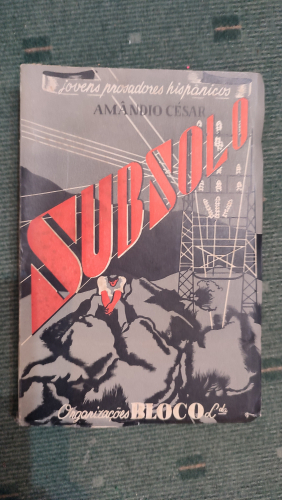 jovens prosadores hispânicos
AMÂNDIO CÉSAR
SUBSOLO
Organizações BLOCO L.da